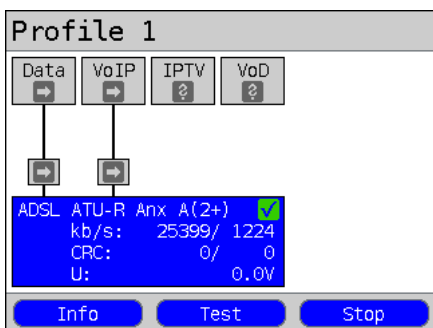 Profile 1
Data VoIP IPTV VoD
? ?
ADSL ATU-R Anx A(2+)
kb/s: 25399/ 1224
CRC: 0/ 0
U: 0.0V
Info Test Stop